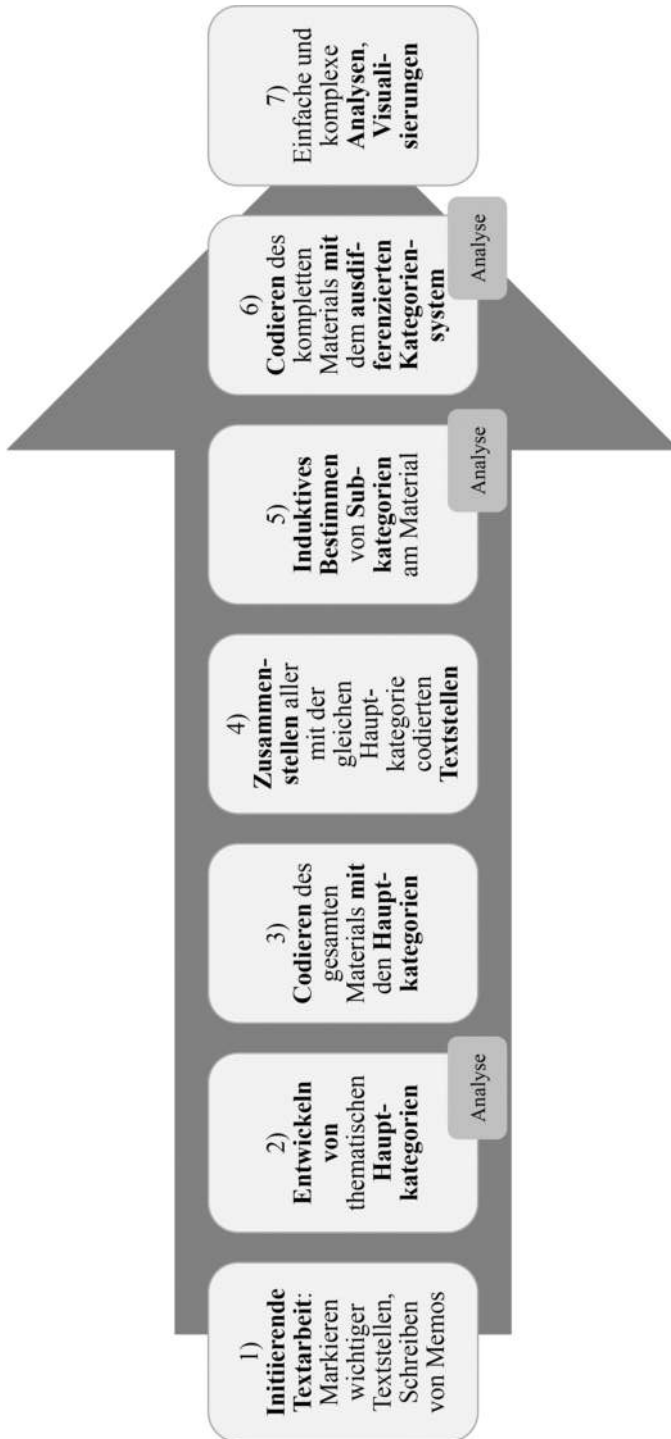 1)
Initiierende
Textarbeit:
Markieren
wichtiger
Textstellen,
Schreiben
von Memos
2)
Entwickeln
von
thematischen
Haupt-
kategorien
Analyse
3)
Codieren des
gesamten
Materials mit
den Haupt-
kategorien
4)
Zusammen-
stellen aller
mit der
gleichen
Haupt-
kategorie
codierten
Textstellen
5)
Induktives
Bestimmen
von Sub-
kategorien
am Material
Analyse
6)
Codieren des
kompletten
Materials mit
dem ausdif-
ferenzierten
Kategorien-
system
Analyse
7)
Einfache und
komplexe
Analysen,
Visuali-
sierungen